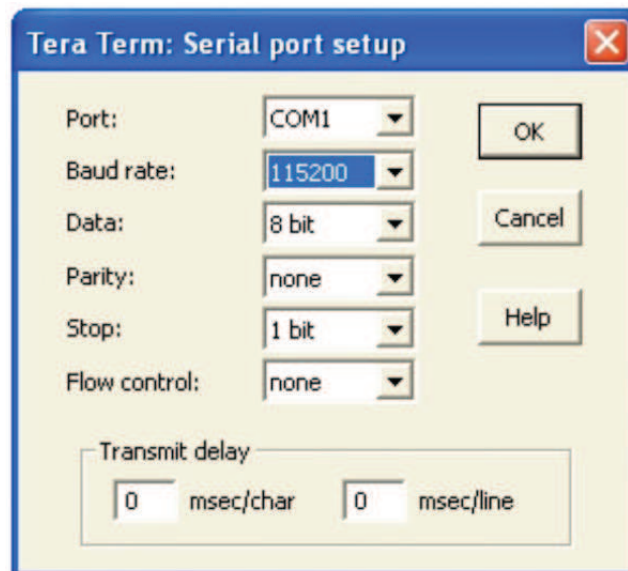 Tera Term: Serial port setup
Port: COM1
OK
Baud rate: 115200
Data: 8 bit
Cancel
Parity: none
Stop: 1 bit
Help
Flow control: none
Transmit delay
0 msec/char 0 msec/line